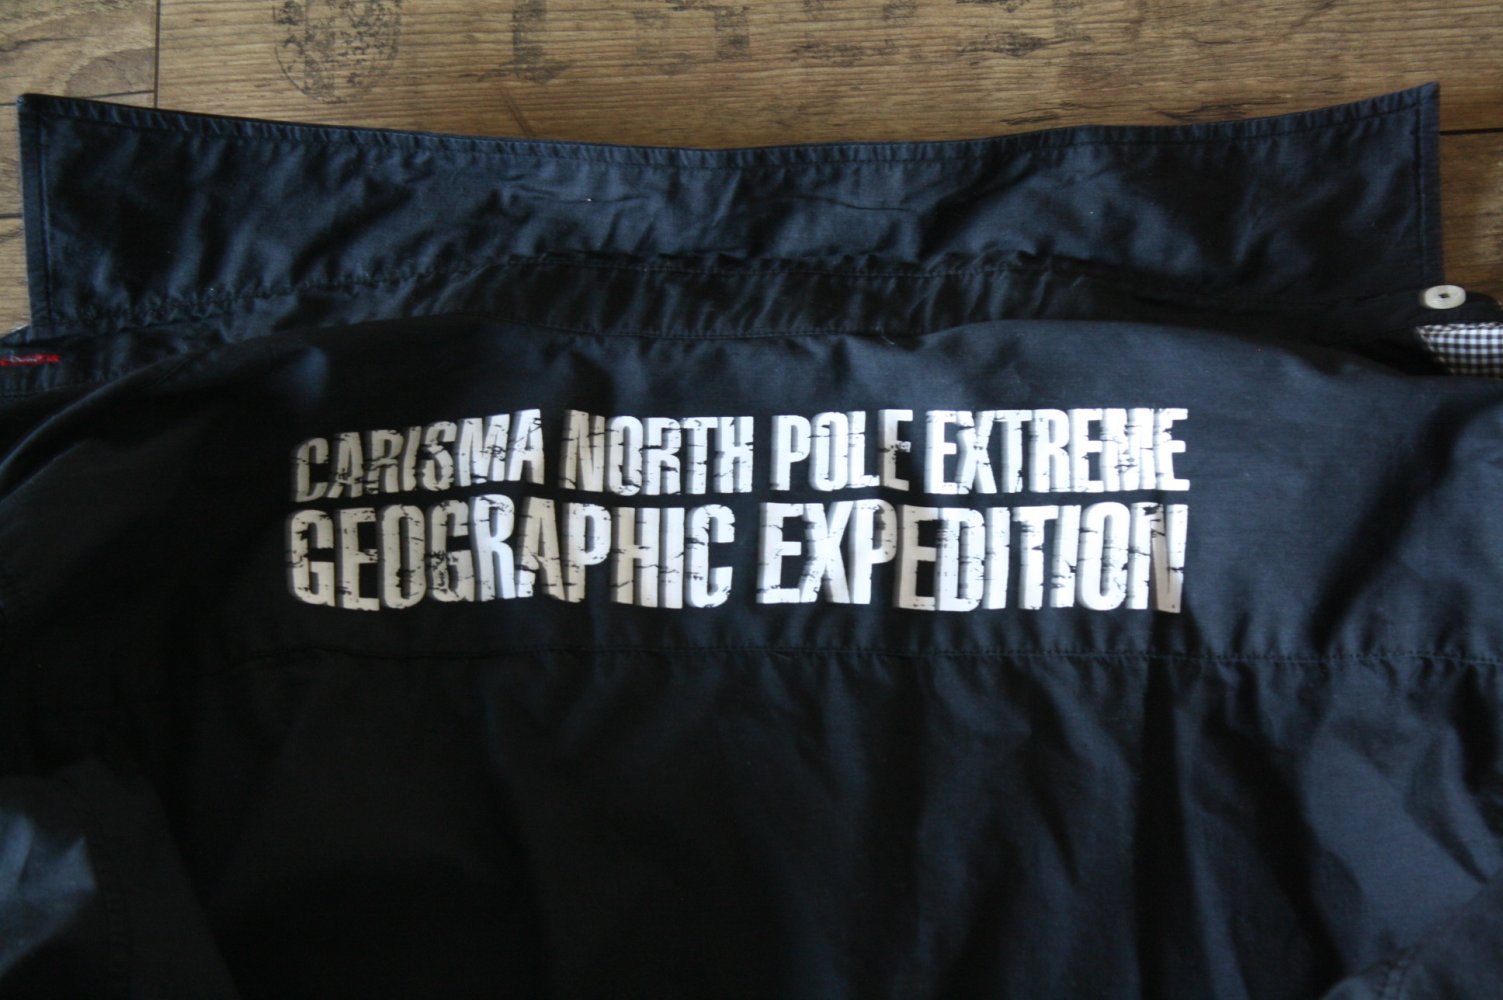 CARISMA NORTH POLE EXTREME
GEOGRAPHIC EXPEDITION